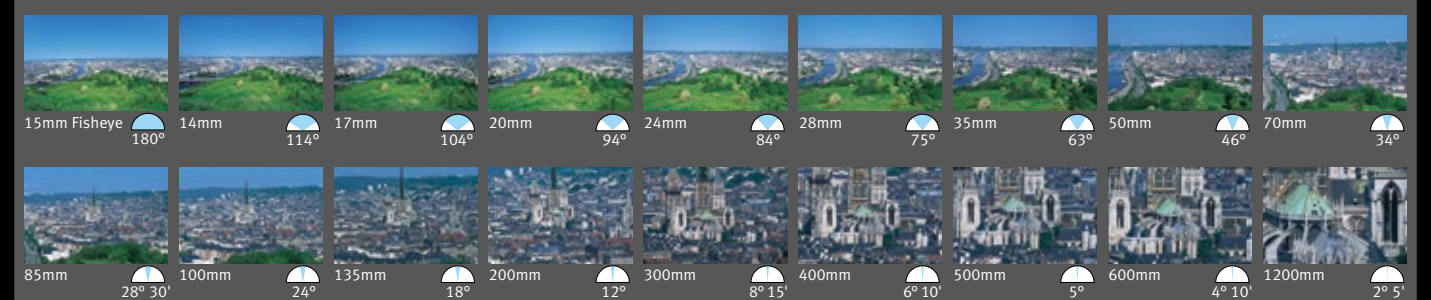 15mm Fisheye 180°
14mm 114°
17mm 104°
20mm 94°
24mm 84°
28mm 75°
35mm 63°
50mm 46°
70mm 34°
85mm 28° 30'
100mm 24°
135mm 18°
200mm 12°
300mm 8° 15'
400mm 6° 10'
500mm 5°
600mm 4° 10'
1200mm 2° 5'